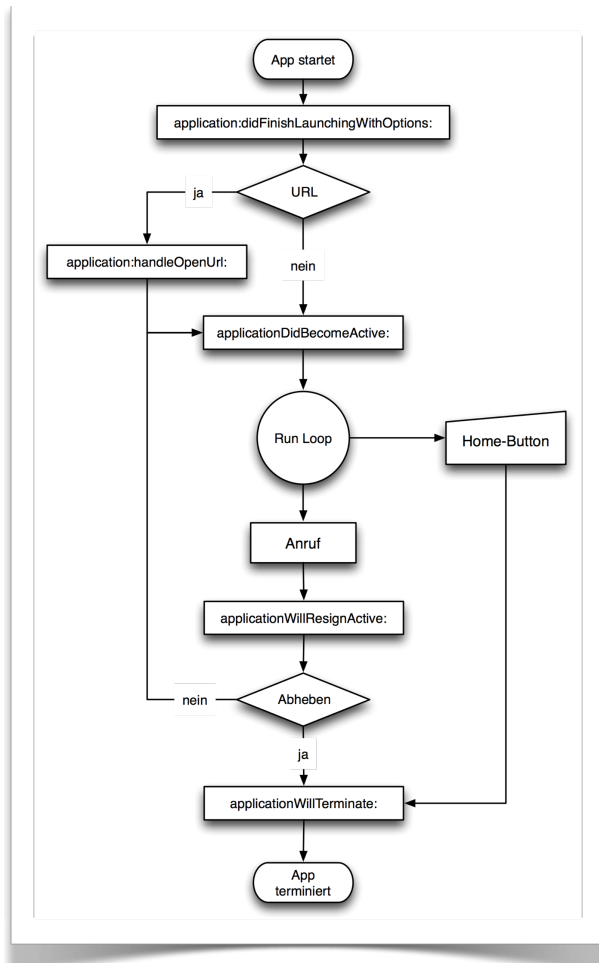 App startet
application:didFinishLaunchingWithOptions:
URL
ja
application:handleOpenUrl:
nein
applicationDidBecomeActive:
Run Loop
Home-Button
Anruf
applicationWillResignActive:
Abheben
nein
ja
applicationWillTerminate:
App
terminiert